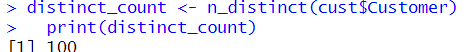 > distinct_count <- n_distinct(cust$Customer)
>   print(distinct_count)
[1] 100